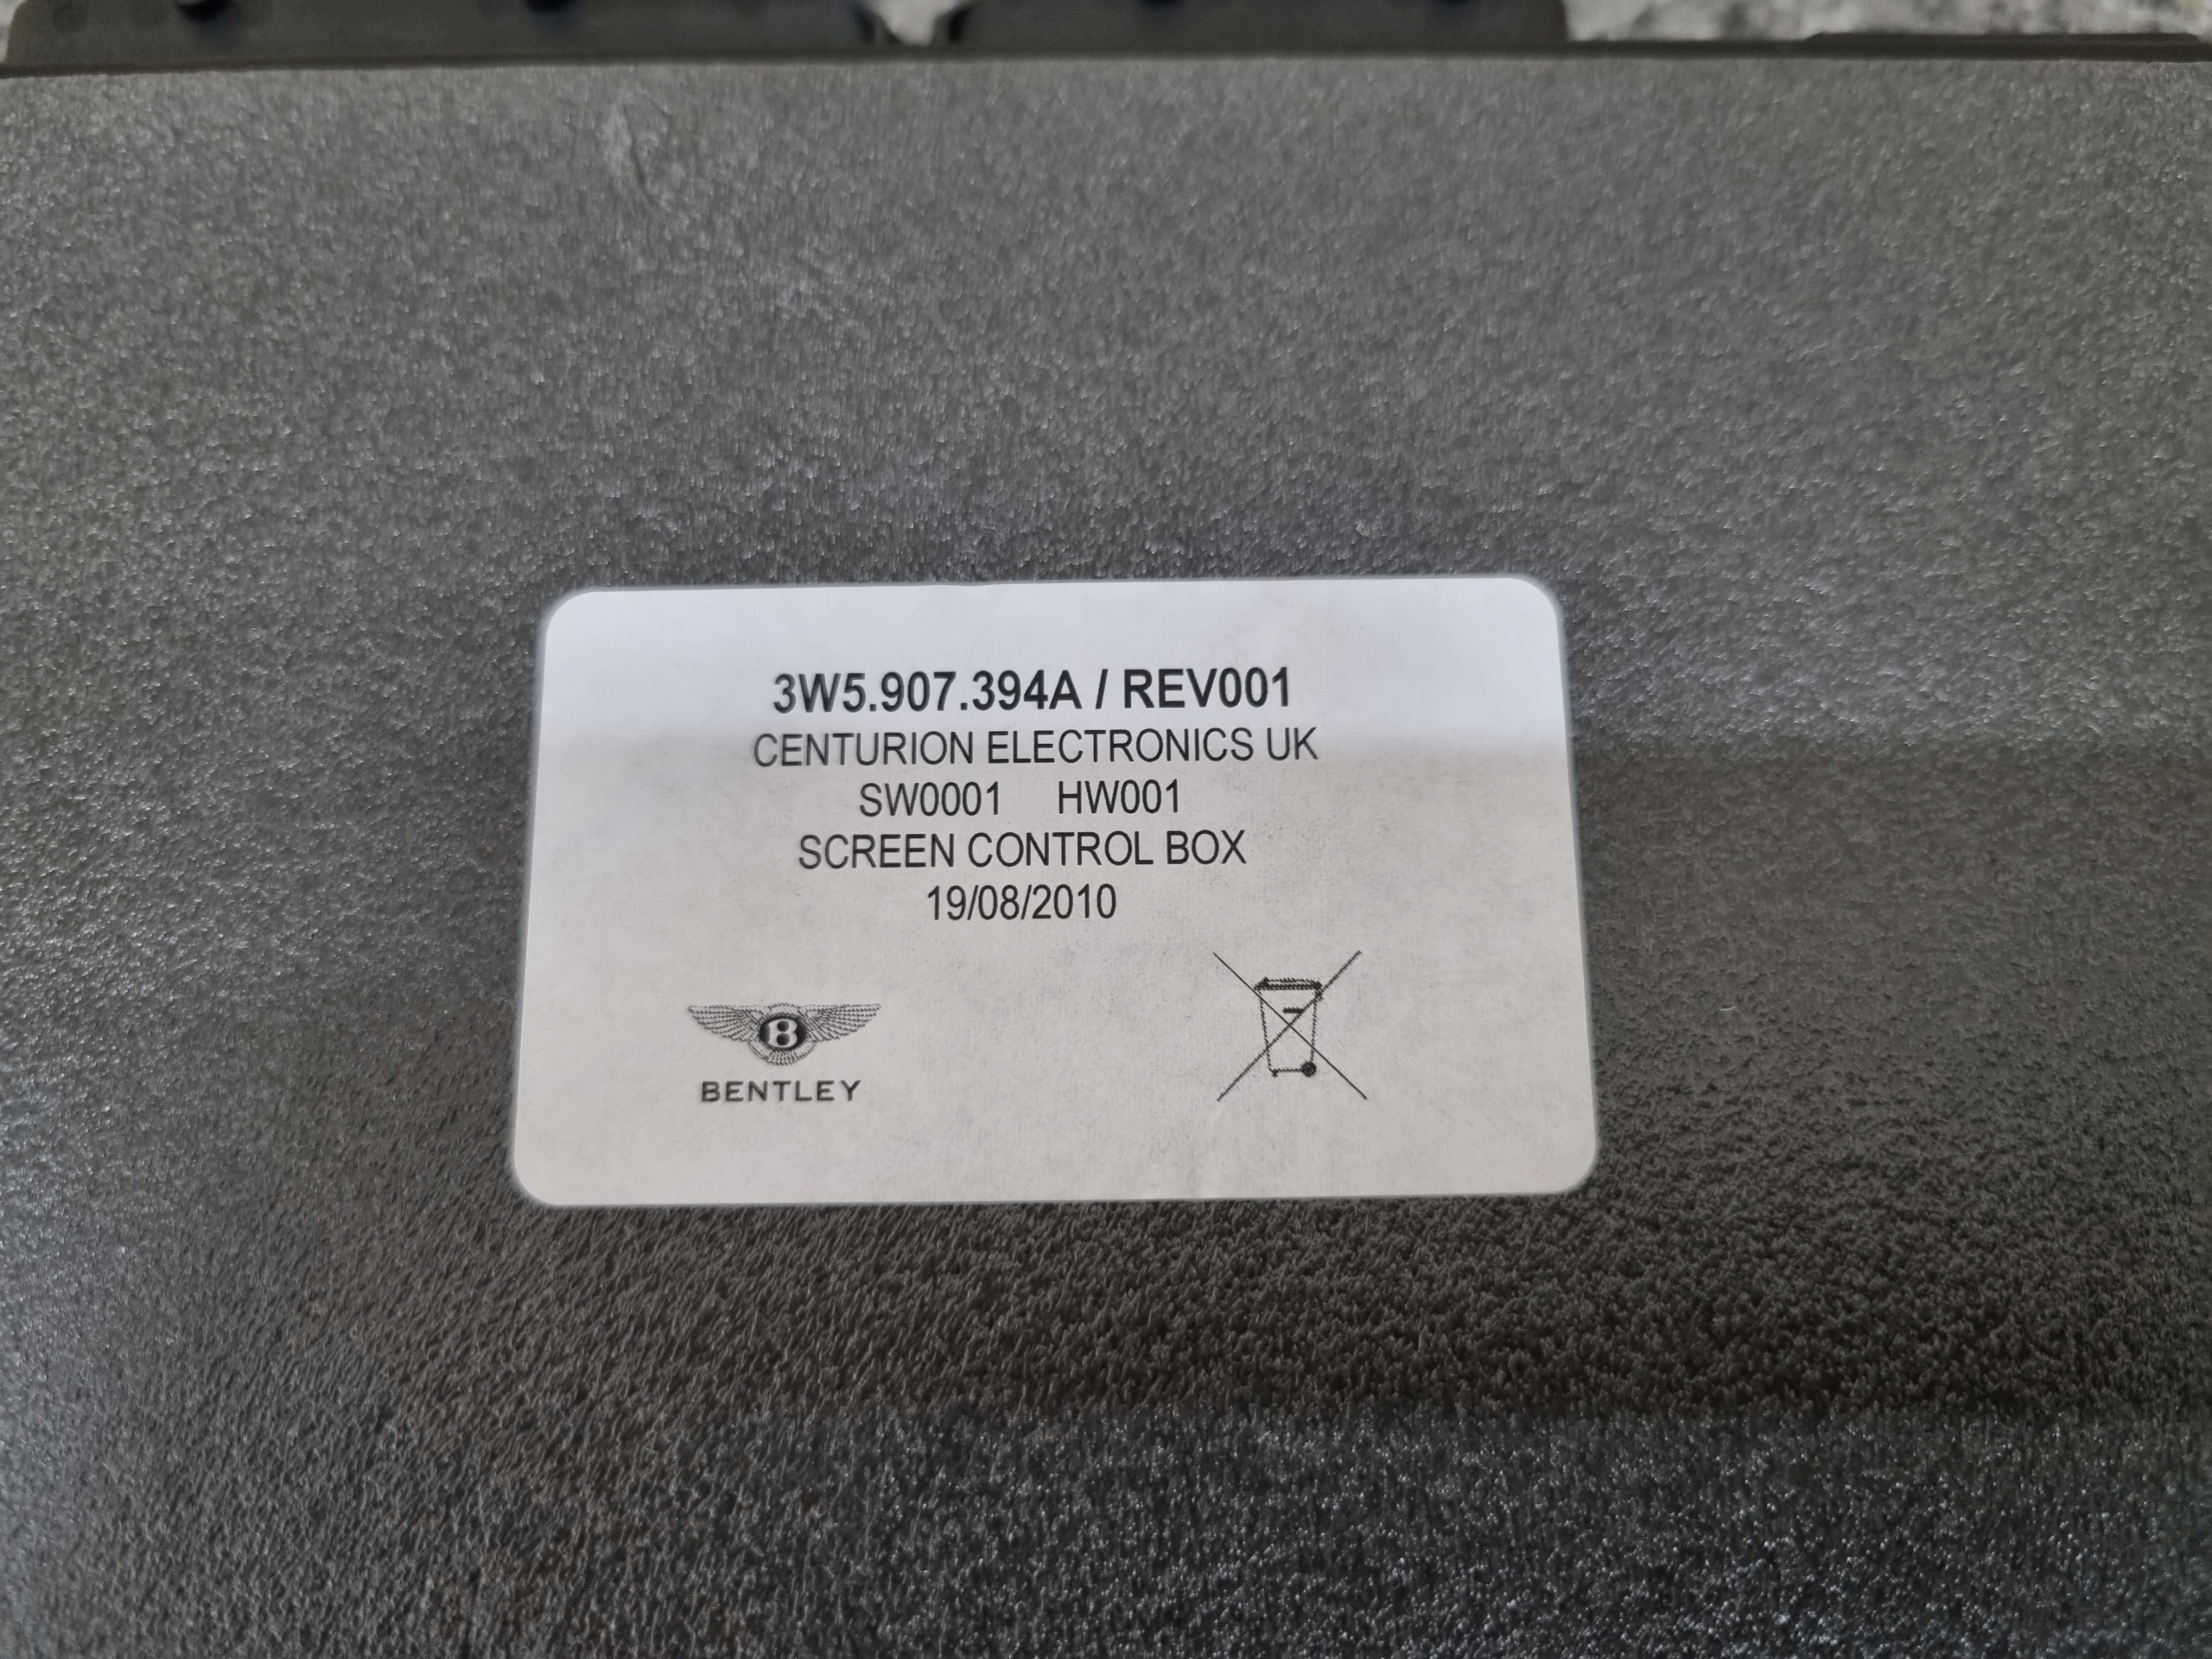 3W5.907.394A / REV001
CENTURION ELECTRONICS UK
SW0001 HW001
SCREEN CONTROL BOX
19/08/2010
B
BENTLEY